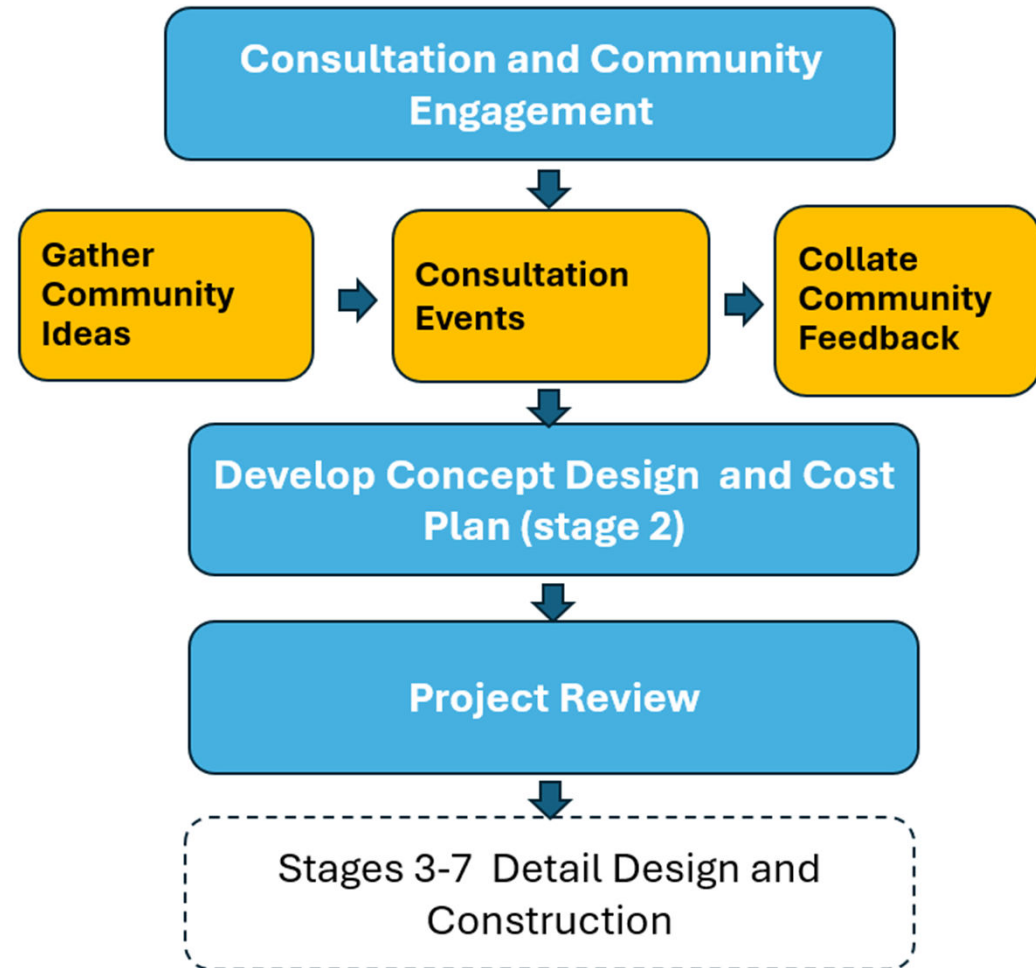 Consultation and Community
Engagement
Gather
Community
Ideas
Consultation
Events
Collate
Community
Feedback
Develop Concept Design  and Cost
Plan (stage 2)
Project Review
Stages 3-7  Detail Design and
Construction